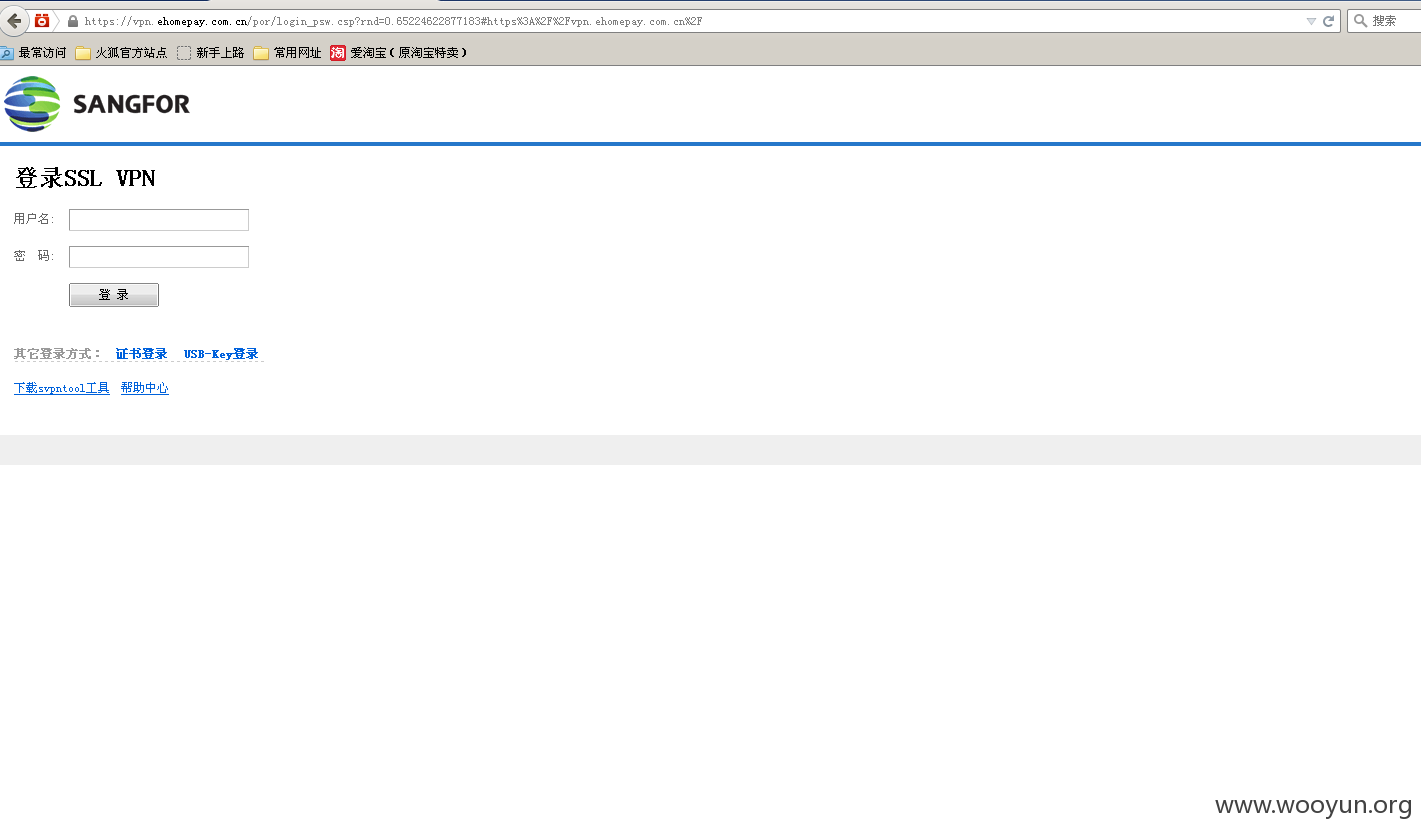 https://vpn.ehomepay.com.cn/por/login_psw.csp?rnd=0.65224622877183#https%3A%2F%2Fvpn.ehomepay.com.cn%2F 搜索
最常访问 火狐官方站点 新手上路 常用网址 淘 爱淘宝（原淘宝特卖）
SANGFOR
登录SSL VPN
用户名:
密 码:
登 录
其它登录方式： 证书登录 USB-Key登录
下载svpntool工具 帮助中心
www.wooyun.org